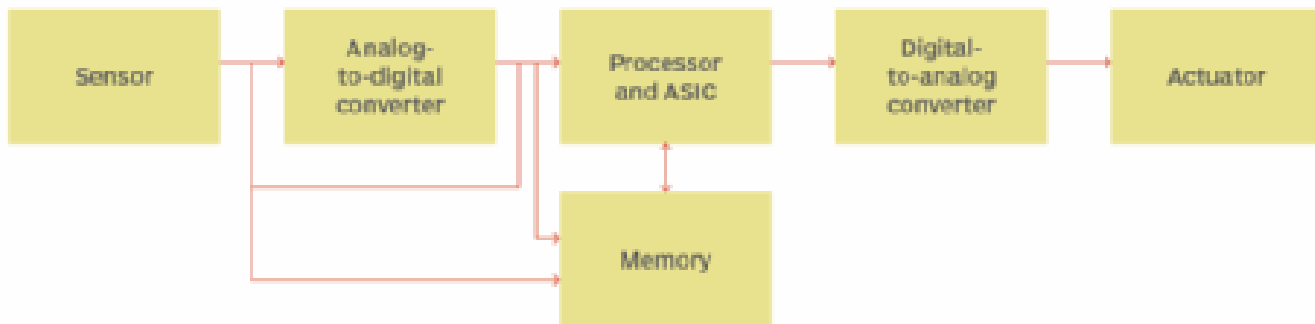 Sensor
Analog-
to-digital
converter
Processor
and ASIC
Digital-
to-analog
converter
Actuator
Memory